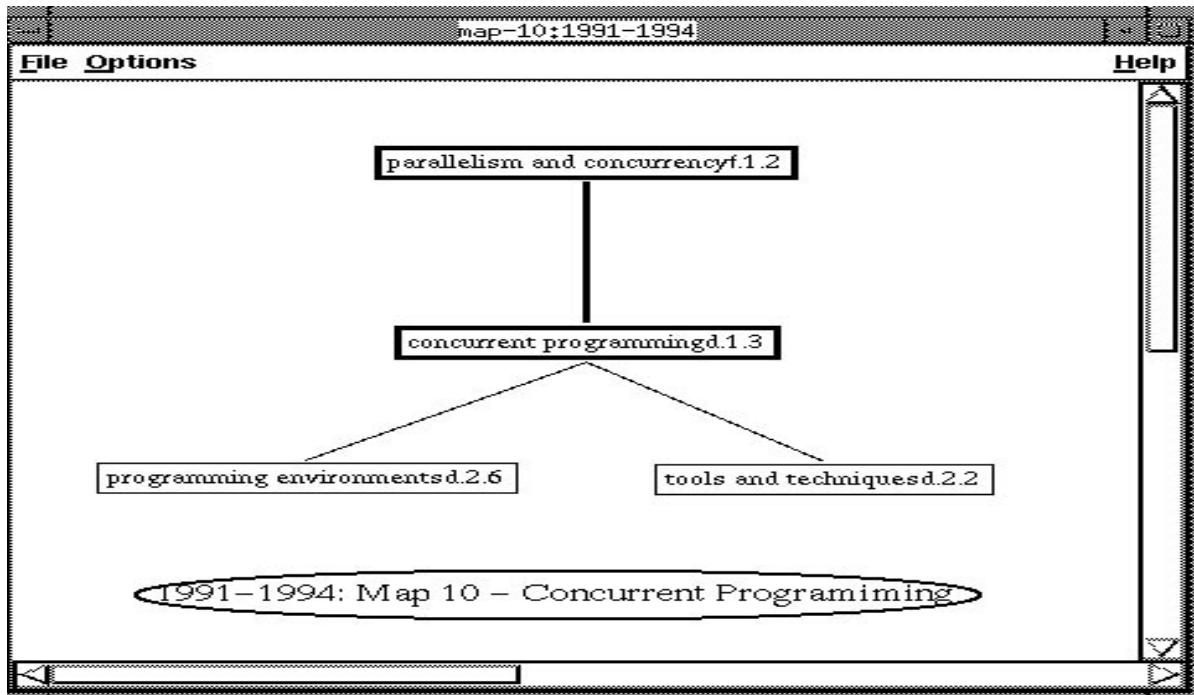 map-10:1991-1994
File Options Help
parallelism and concurrencyf.1.2
concurrent programmingd.1.3
programming environmentsd.2.6 tools and techniquesd.2.2
1991-1994: Map 10 - Concurrent Programiming